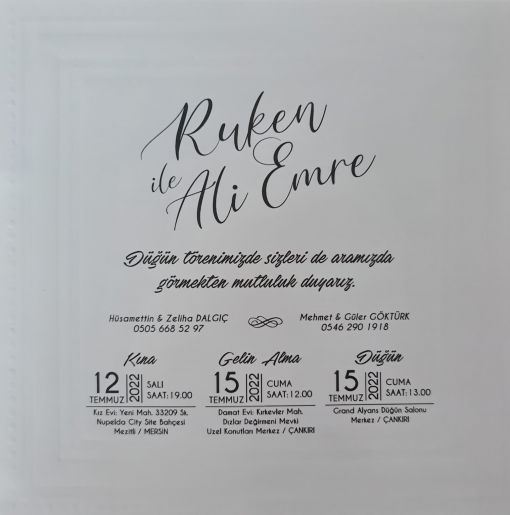 Ruken
ile
Ali Emre
Düğün törenimizde sizleri de aramızda
görmekten mutluluk duyarız.
Hüsamettin & Zeliha DALGIÇ
0505 668 52 97
Mehmet & Güler GÖKTÜRK
0546 290 1918
Kına
12
TEMMUZ
2022
SALI
SAAT:19.00
Kız Evi: Yeni Mah. 33209 Sk.
Nupelda City Site Bahçesi
Mezitli / MERSİN
Gelin Alma
15
TEMMUZ
2022
CUMA
SAAT:12.00
Damat Evi: Kırkevler Mah.
Dızlar Değirmeni Mevki
Uzel Konutları Merkez / ÇANKIRI
Düğün
15
TEMMUZ
2022
CUMA
SAAT:13.00
Grand Alyans Düğün Salonu
Merkez / ÇANKIRI